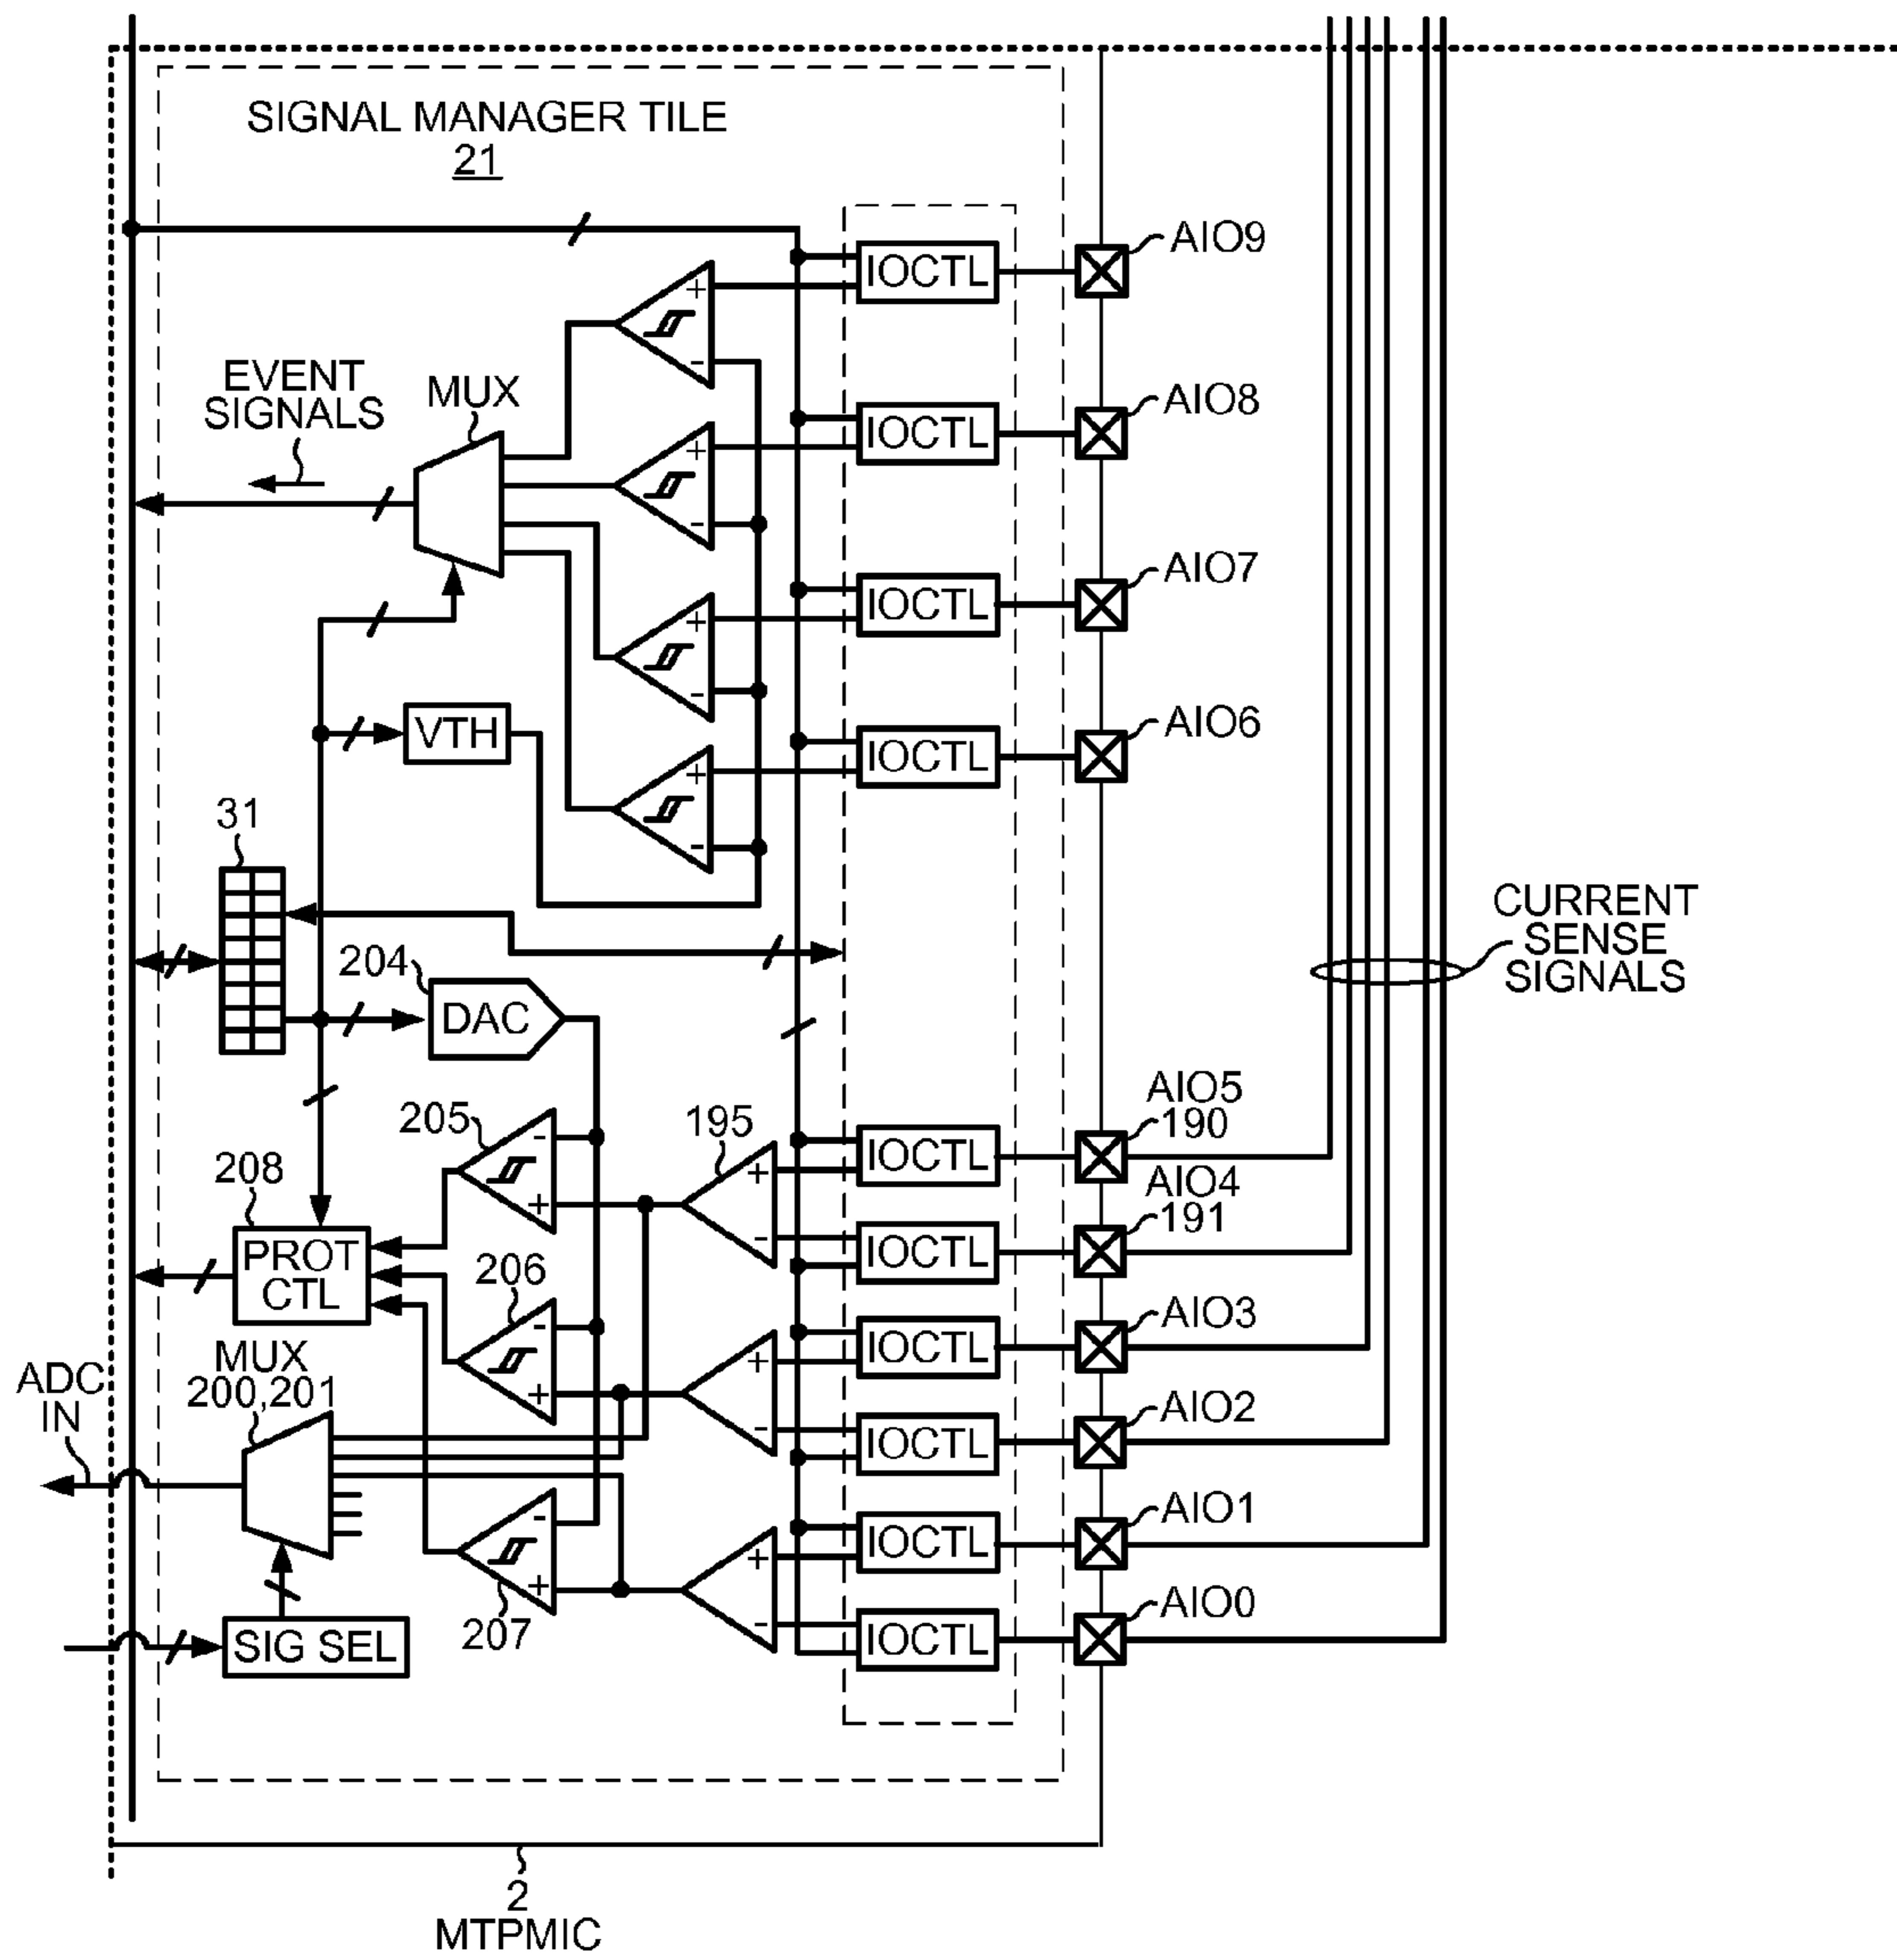 SIGNAL MANAGER TILE
21
IOCTL
AIO9
+
-
EVENT
SIGNALS
MUX
IOCTL
AIO8
+
-
IOCTL
AIO7
+
-
VTH
IOCTL
AIO6
+
-
31
CURRENT
SENSE
SIGNALS
204
DAC
205
-
+
195
+
-
IOCTL
AIO5
190
208
PROT
CTL
IOCTL
AIO4
191
206
-
+
+
-
IOCTL
AIO3
MUX
200,201
ADC
IN
IOCTL
AIO2
207
-
+
+
-
IOCTL
AIO1
SIG SEL
IOCTL
AIO0
2
MTPMIC